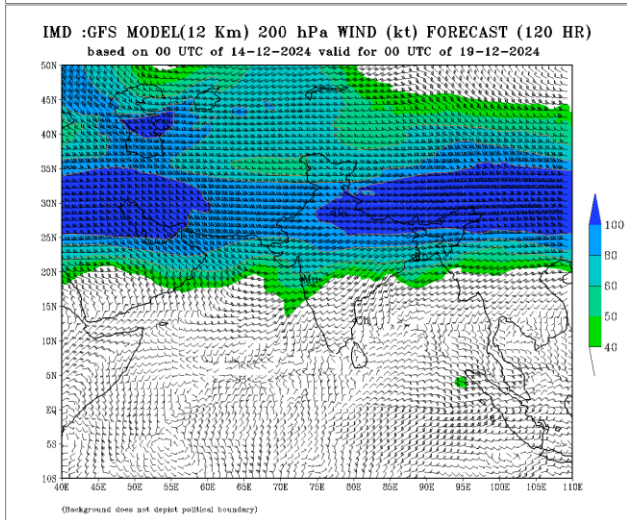 IMD :GFS MODEL(12 Km) 200 hPa WIND (kt) FORECAST (120 HR)
based on 00 UTC of 14-12-2024 valid for 00 UTC of 19-12-2024
50N
45N
40N
35N
30N
25N
20N
15N
10N
5N
EQ
5S
10S
40E 45E 50E 55E 60E 65E 70E 75E 80E 85E 90E 95E 100E 105E 110E
100
80
60
50
40
(Background does not depict political boundary)